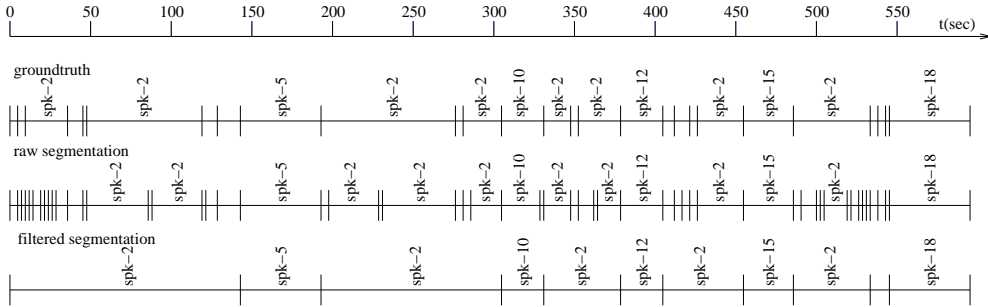 0 50 100 150 200 250 300 350 400 450 500 550 t(sec)
groundtruth
spk−2 spk−2 spk−5 spk−2 spk−2 spk−10 spk−2 spk−2 spk−12 spk−2 spk−15 spk−2 spk−18
raw segmentation
spk−2 spk−2 spk−5 spk−2 spk−2 spk−2 spk−10 spk−2 spk−2 spk−12 spk−2 spk−15 spk−2 spk−18
filtered segmentation
spk−2 spk−5 spk−2 spk−10 spk−2 spk−12 spk−2 spk−15 spk−2 spk−18